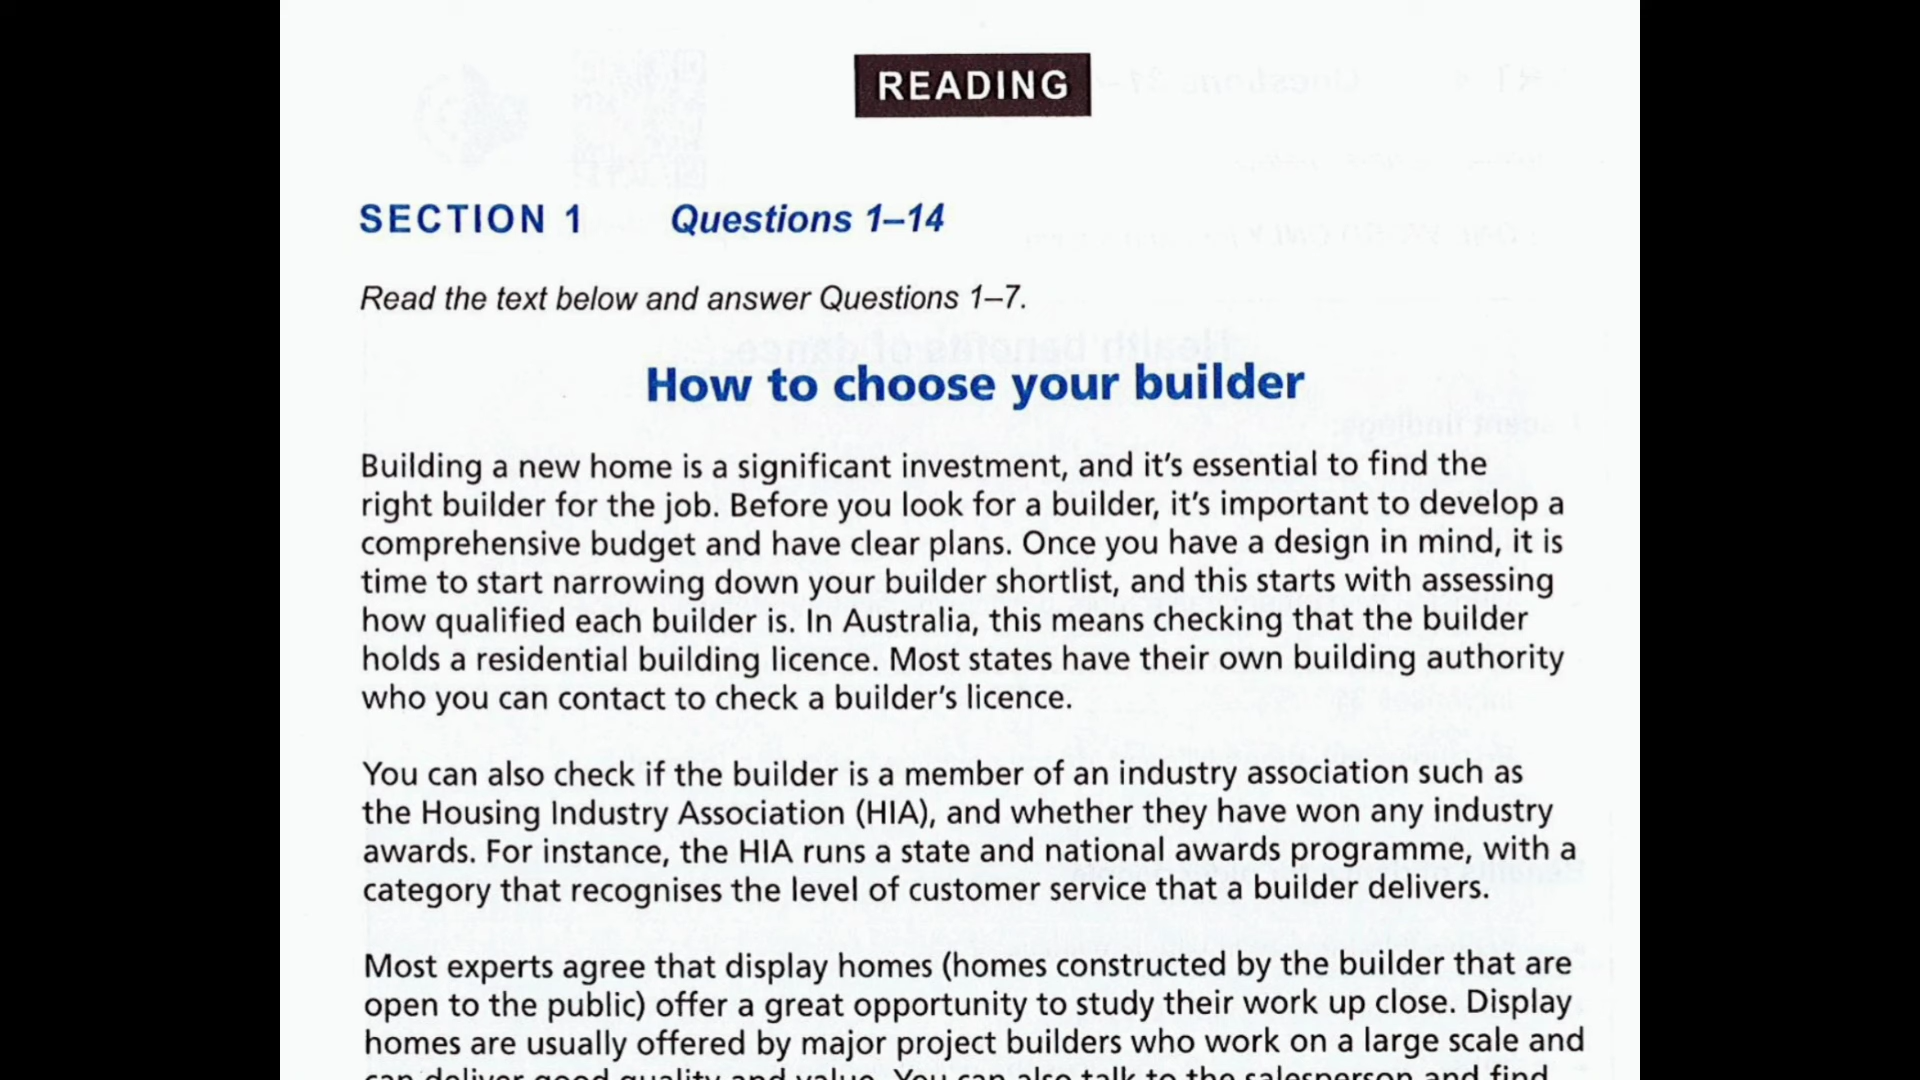 READING
SECTION 1 Questions 1–14
Read the text below and answer Questions 1–7.
How to choose your builder
Building a new home is a significant investment, and it's essential to find the
right builder for the job. Before you look for a builder, it's important to develop a
comprehensive budget and have clear plans. Once you have a design in mind, it is
time to start narrowing down your builder shortlist, and this starts with assessing
how qualified each builder is. In Australia, this means checking that the builder
holds a residential building licence. Most states have their own building authority
who you can contact to check a builder's licence.
You can also check if the builder is a member of an industry association such as
the Housing Industry Association (HIA), and whether they have won any industry
awards. For instance, the HIA runs a state and national awards programme, with a
category that recognises the level of customer service that a builder delivers.
Most experts agree that display homes (homes constructed by the builder that are
open to the public) offer a great opportunity to study their work up close. Display
homes are usually offered by major project builders who work on a large scale and
can deliver good quality and value. You can also talk to the salesperson and find